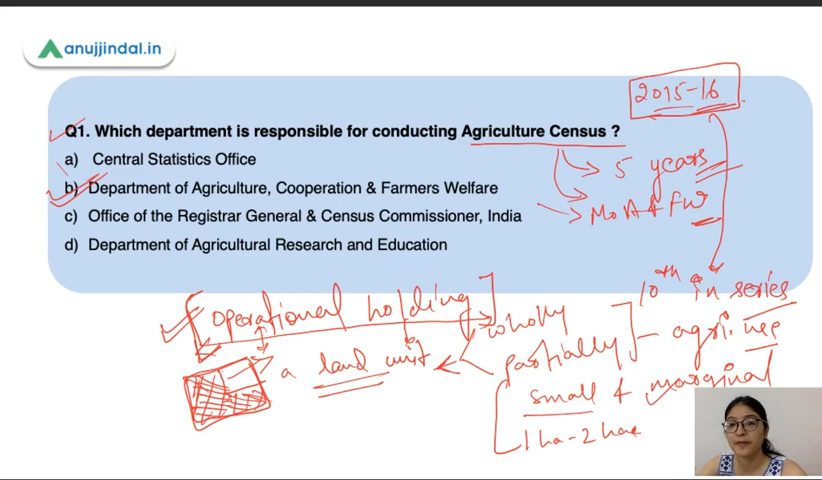 anujjindal.in
2015-16
Q1. Which department is responsible for conducting Agriculture Census ?
a) Central Statistics Office
5 years
b) Department of Agriculture, Cooperation & Farmers Welfare
MoA & FW
c) Office of the Registrar General & Census Commissioner, India
d) Department of Agricultural Research and Education
10th in series
operational holding
wholly
partially
agri.
a land unit
small & marginal
1 ha - 2 ha